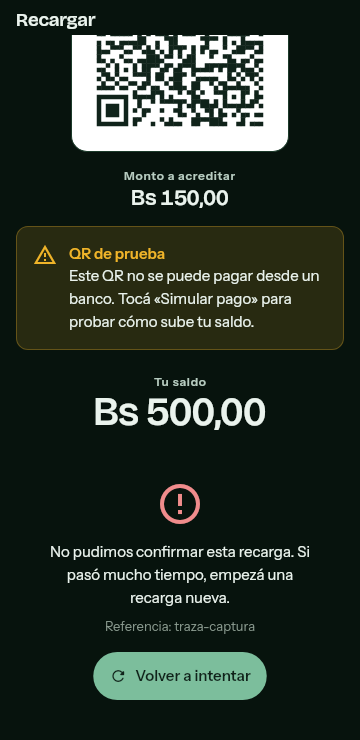 Recargar
Monto a acreditar
Bs 150,00
QR de prueba
Este QR no se puede pagar desde un
banco. Tocá «Simular pago» para
probar cómo sube tu saldo.
Tu saldo
Bs 500,00
No pudimos confirmar esta recarga. Si
pasó mucho tiempo, empezá una
recarga nueva.
Referencia: traza-captura
Volver a intentar